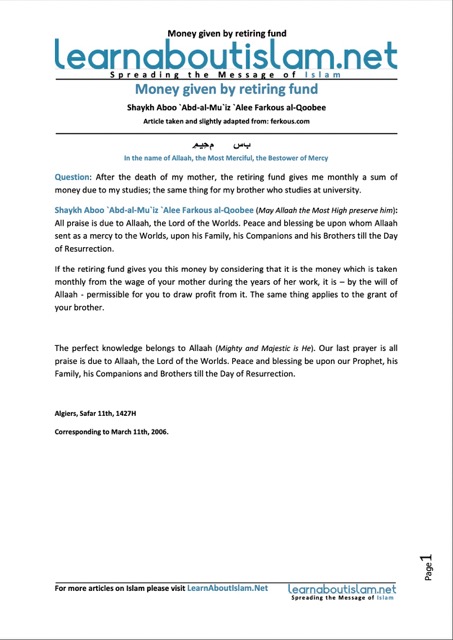 Money given by retiring fund
learnaboutislam.net
Spreading the Message of Islam
Money given by retiring fund
Shaykh Aboo `Abd-al-Mu`iz `Alee Farkous al-Qoobee
Article taken and slightly adapted from: ferkous.com
In the name of Allaah, the Most Merciful, the Bestower of Mercy
Question: After the death of my mother, the retiring fund gives me monthly a sum of
money due to my studies; the same thing for my brother who studies at university.
Shaykh Aboo `Abd-al-Mu`iz `Alee Farkous al-Qoobee (May Allaah the Most High preserve him):
All praise is due to Allaah, the Lord of the Worlds. Peace and blessing be upon whom Allaah
sent as a mercy to the Worlds, upon his Family, his Companions and his Brothers till the Day
of Resurrection.
If the retiring fund gives you this money by considering that it is the money which is taken
monthly from the wage of your mother during the years of her work, it is – by the will of
Allaah - permissible for you to draw profit from it. The same thing applies to the grant of
your brother.
The perfect knowledge belongs to Allaah (Mighty and Majestic is He). Our last prayer is all
praise is due to Allaah, the Lord of the Worlds. Peace and blessing be upon our Prophet, his
Family, his Companions and Brothers till the Day of Resurrection.
Algiers, Safar 11th, 1427H
Corresponding to March 11th, 2006.
Page 1
For more articles on Islam please visit LearnAboutIslam.Net
learnaboutislam.net
Spreading the Message of Islam